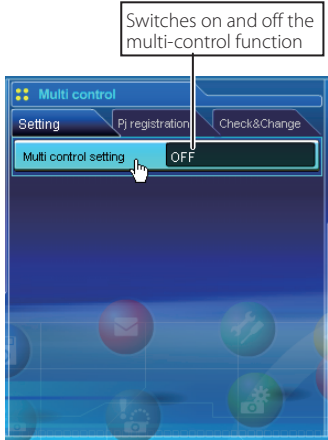 Switches on and off the
multi-control function
Multi control
Setting
Pj registration
Check&Change
Multi control setting
OFF